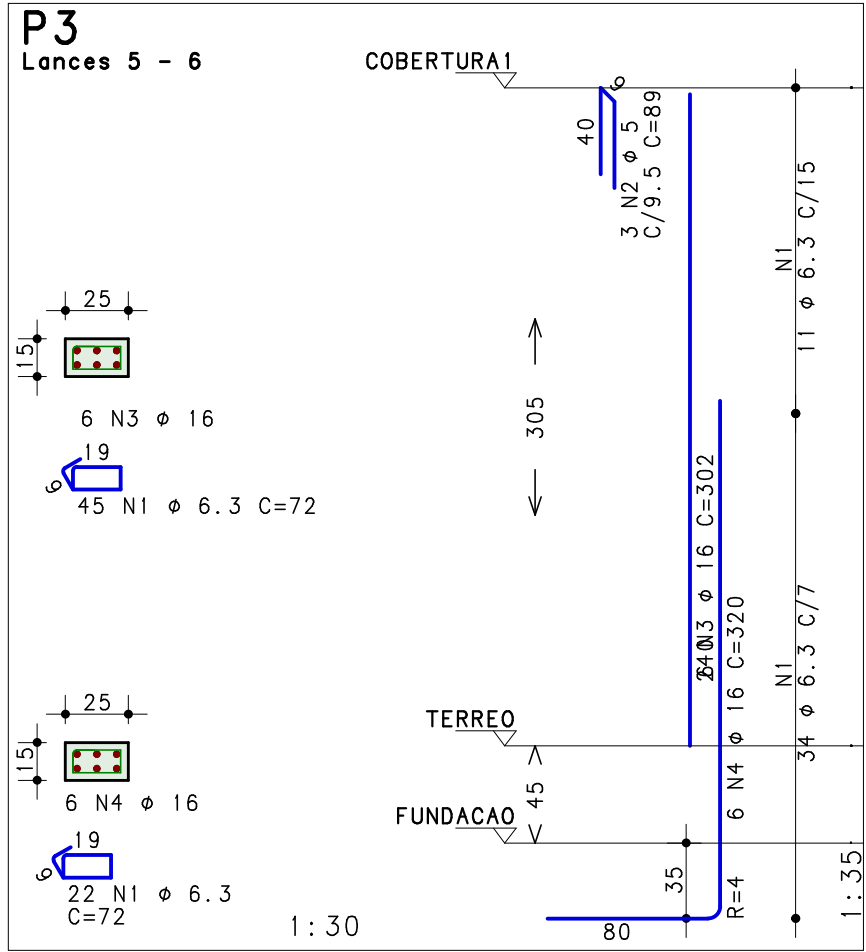 P3
Lances 5 - 6
COBERTURA1
9
40
3 N2 φ 5
C/9.5 C=89
N1
11 φ 6.3 C/15
25
15
6 N3 φ 16
19
9
45 N1 φ 6.3 C=72
305
6 N3 φ 16 C=302
6 N4 φ 16 C=320
N1
34 φ 6.3 C/7
25
15
6 N4 φ 16
19
9
22 N1 φ 6.3
C=72
TERREO
45
FUNDACAO
35
R=4
80
1:30
1:35